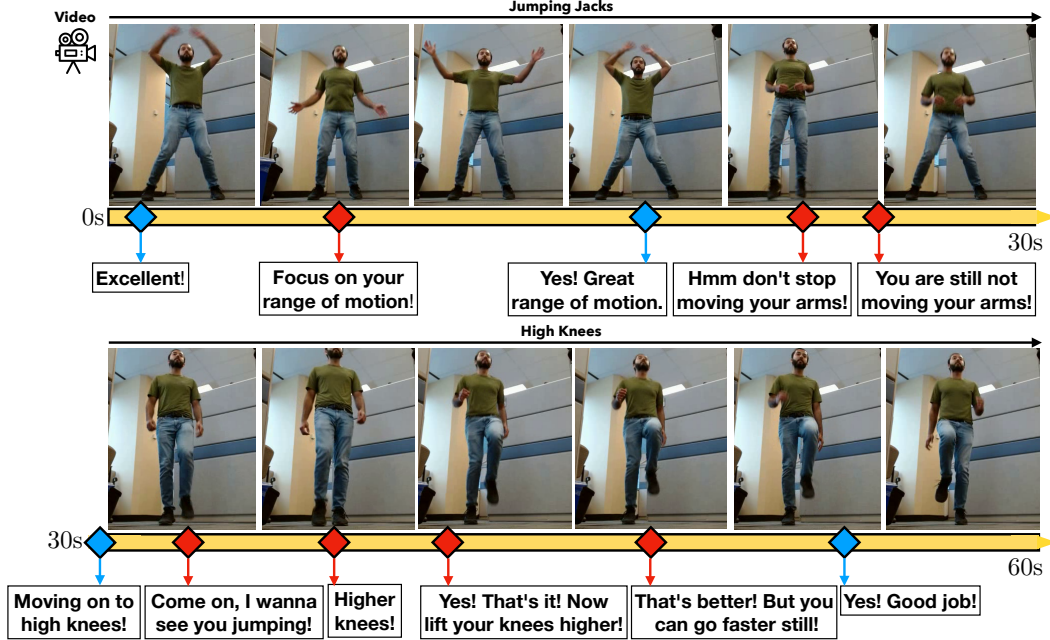 Jumping Jacks
Video
0s
30s
Excellent!
Focus on your
range of motion!
Yes! Great
range of motion.
Hmm don't stop
moving your arms!
You are still not
moving your arms!
High Knees
30s
60s
Moving on to
high knees!
Come on, I wanna
see you jumping!
Higher
knees!
Yes! That's it! Now
lift your knees higher!
That's better! But you
can go faster still!
Yes! Good job!